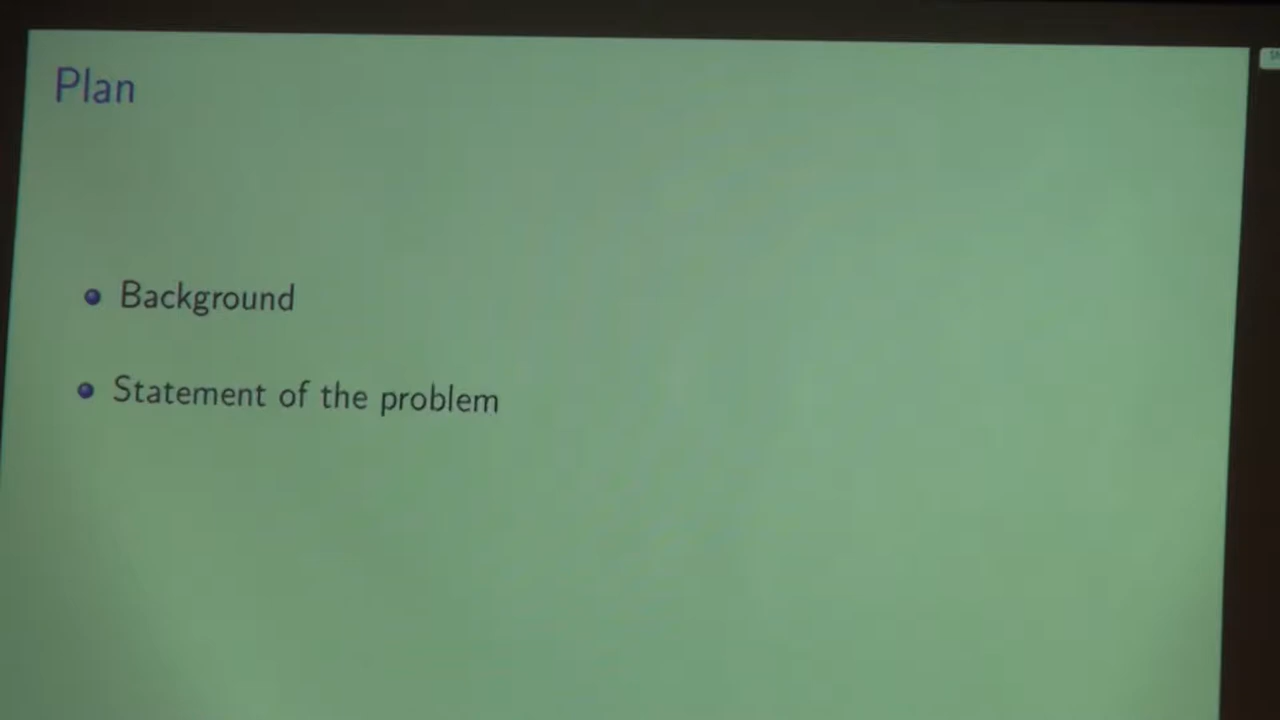 Plan
Background
Statement of the problem